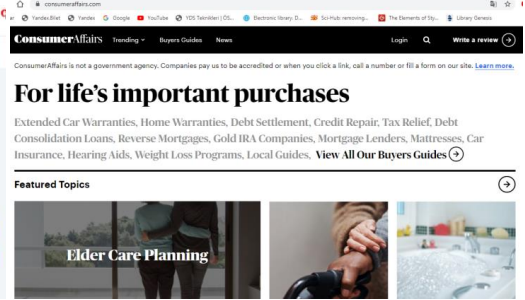 consumeraffairs.com
Yandex.Bilet Yandex Google YouTube YDS Teknikleri | ÖS... Electronic library. D... Sci-Hub: removing... The Elements of Sty... Library Genesis
ConsumerAffairs Trending Buyers Guides News Login Write a review
ConsumerAffairs is not a government agency. Companies pay us to be accredited or when you click a link, call a number or fill a form on our site. Learn more.
For life's important purchases
Extended Car Warranties, Home Warranties, Debt Settlement, Credit Repair, Tax Relief, Debt
Consolidation Loans, Reverse Mortgages, Gold IRA Companies, Mortgage Lenders, Mattresses, Car
Insurance, Hearing Aids, Weight Loss Programs, Local Guides, View All Our Buyers Guides
Featured Topics
Elder Care Planning